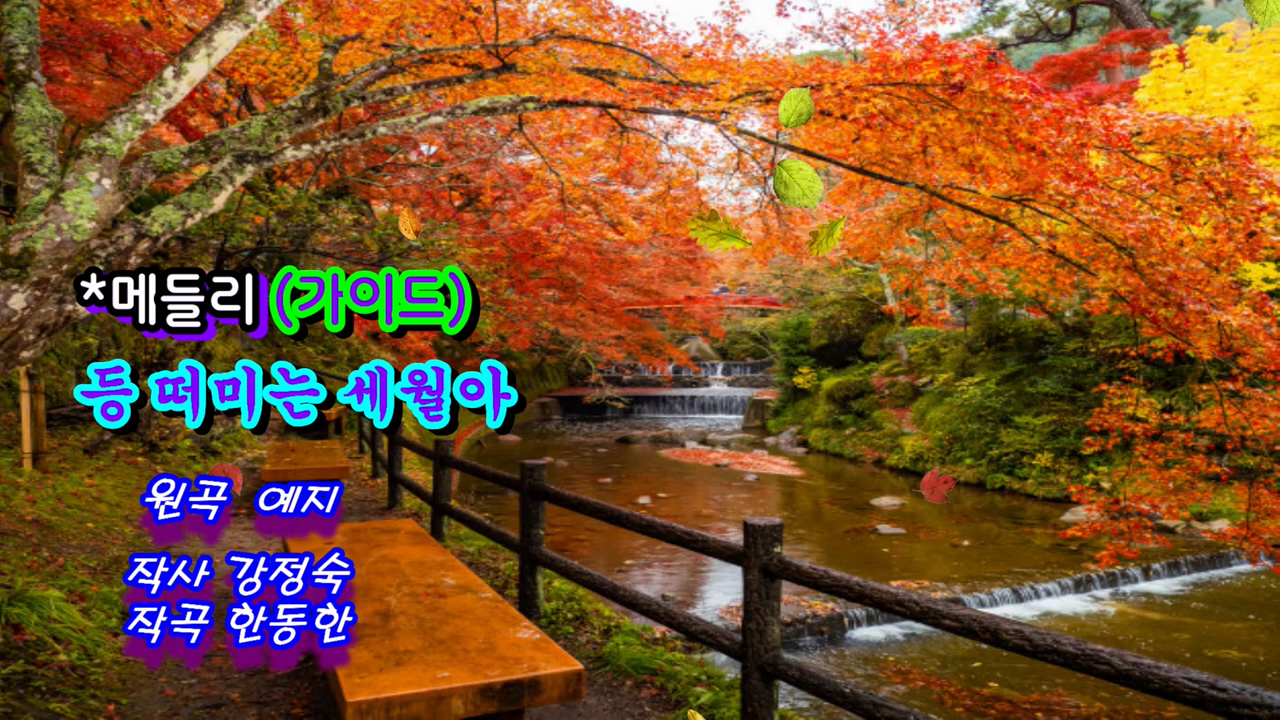 *메들리 (가이드)
등 떠미는 세월아
원곡 예지
작사 강정숙
작곡 한동한